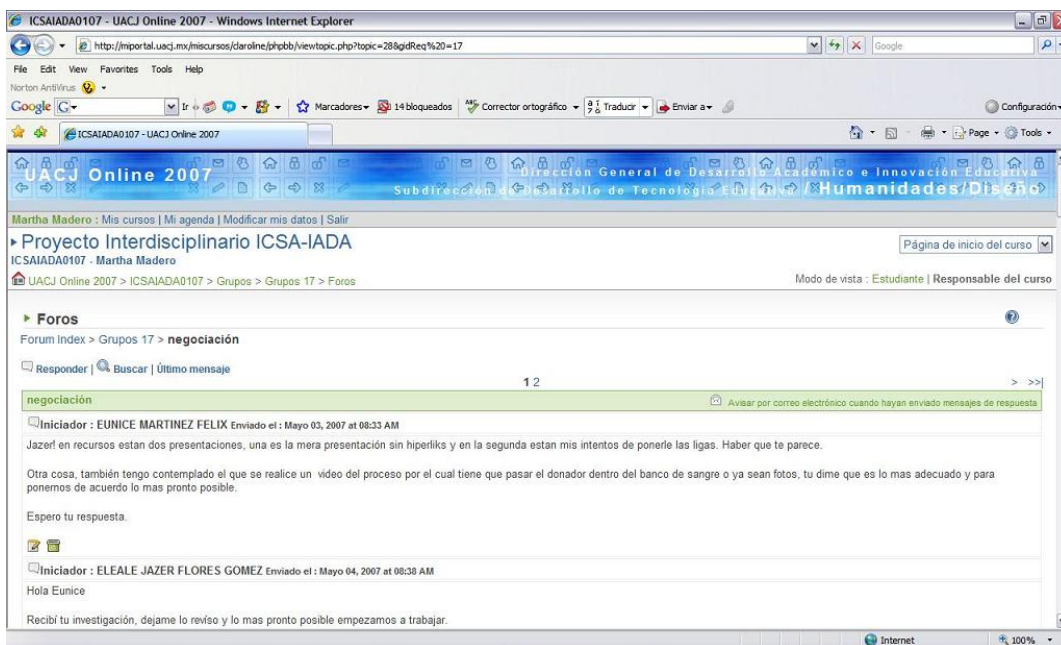 ICSAIADA0107 - UACJ Online 2007 - Windows Internet Explorer
http://miportal.uacj.mx/miscursos/claroline/phpbb/viewtopic.php?topic=28&gidReq%20=17
Google
File Edit View Favorites Tools Help
Norton AntiVirus
Google G Ir Marcadores 14 bloqueados Corrector ortográfico Traducir Enviar a Configuración
ICSAIADA0107 - UACJ Online 2007 Page Tools
UACJ Online 2007
Dirección General de Desarrollo Académico e Innovación Educativa
Subdirección de Desarrollo de Tecnología Educativa / Humanidades/Diseño
Martha Madero : Mis cursos | Mi agenda | Modificar mis datos | Salir
Proyecto Interdisciplinario ICSA-IADA
Página de inicio del curso
ICSAIADA0107 - Martha Madero
UACJ Online 2007 > ICSAIADA0107 > Grupos > Grupos 17 > Foros
Modo de vista : Estudiante | Responsable del curso
Foros
Forum Index > Grupos 17 > negociación
Responder | Buscar | Último mensaje
1 2 > >>|
negociación
Avisar por correo electrónico cuando hayan enviado mensajes de respuesta
Iniciador : EUNICE MARTINEZ FELIX Enviado el : Mayo 03, 2007 at 08:33 AM
Jazer! en recursos estan dos presentaciones, una es la mera presentación sin hiperliks y en la segunda estan mis intentos de ponerle las ligas. Haber que te parece.
Otra cosa, también tengo contemplado el que se realice un video del proceso por el cual tiene que pasar el donador dentro del banco de sangre o ya sean fotos, tu dime que es lo mas adecuado y para
ponernos de acuerdo lo mas pronto posible.
Espero tu respuesta.
Iniciador : ELEALE JAZER FLORES GOMEZ Enviado el : Mayo 04, 2007 at 08:38 AM
Hola Eunice
Recibí tu investigación, dejame lo revíso y lo mas pronto posible empezamos a trabajar.
Internet 100%